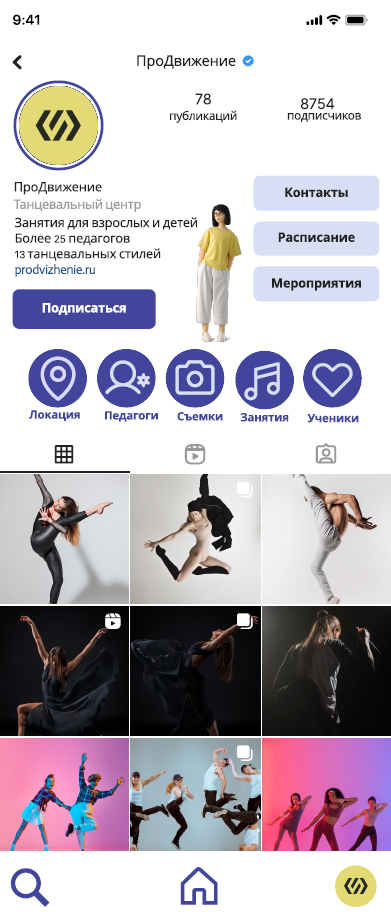 9:41
ПроДвижение
78
публикаций
8754
подписчиков
ПроДвижение
Танцевальный центр
Занятия для взрослых и детей
Более 25 педагогов
13 танцевальных стилей
prodvizhenie.ru
Контакты
Расписание
Мероприятия
Подписаться
Локация
Педагоги
Съемки
Занятия
Ученики